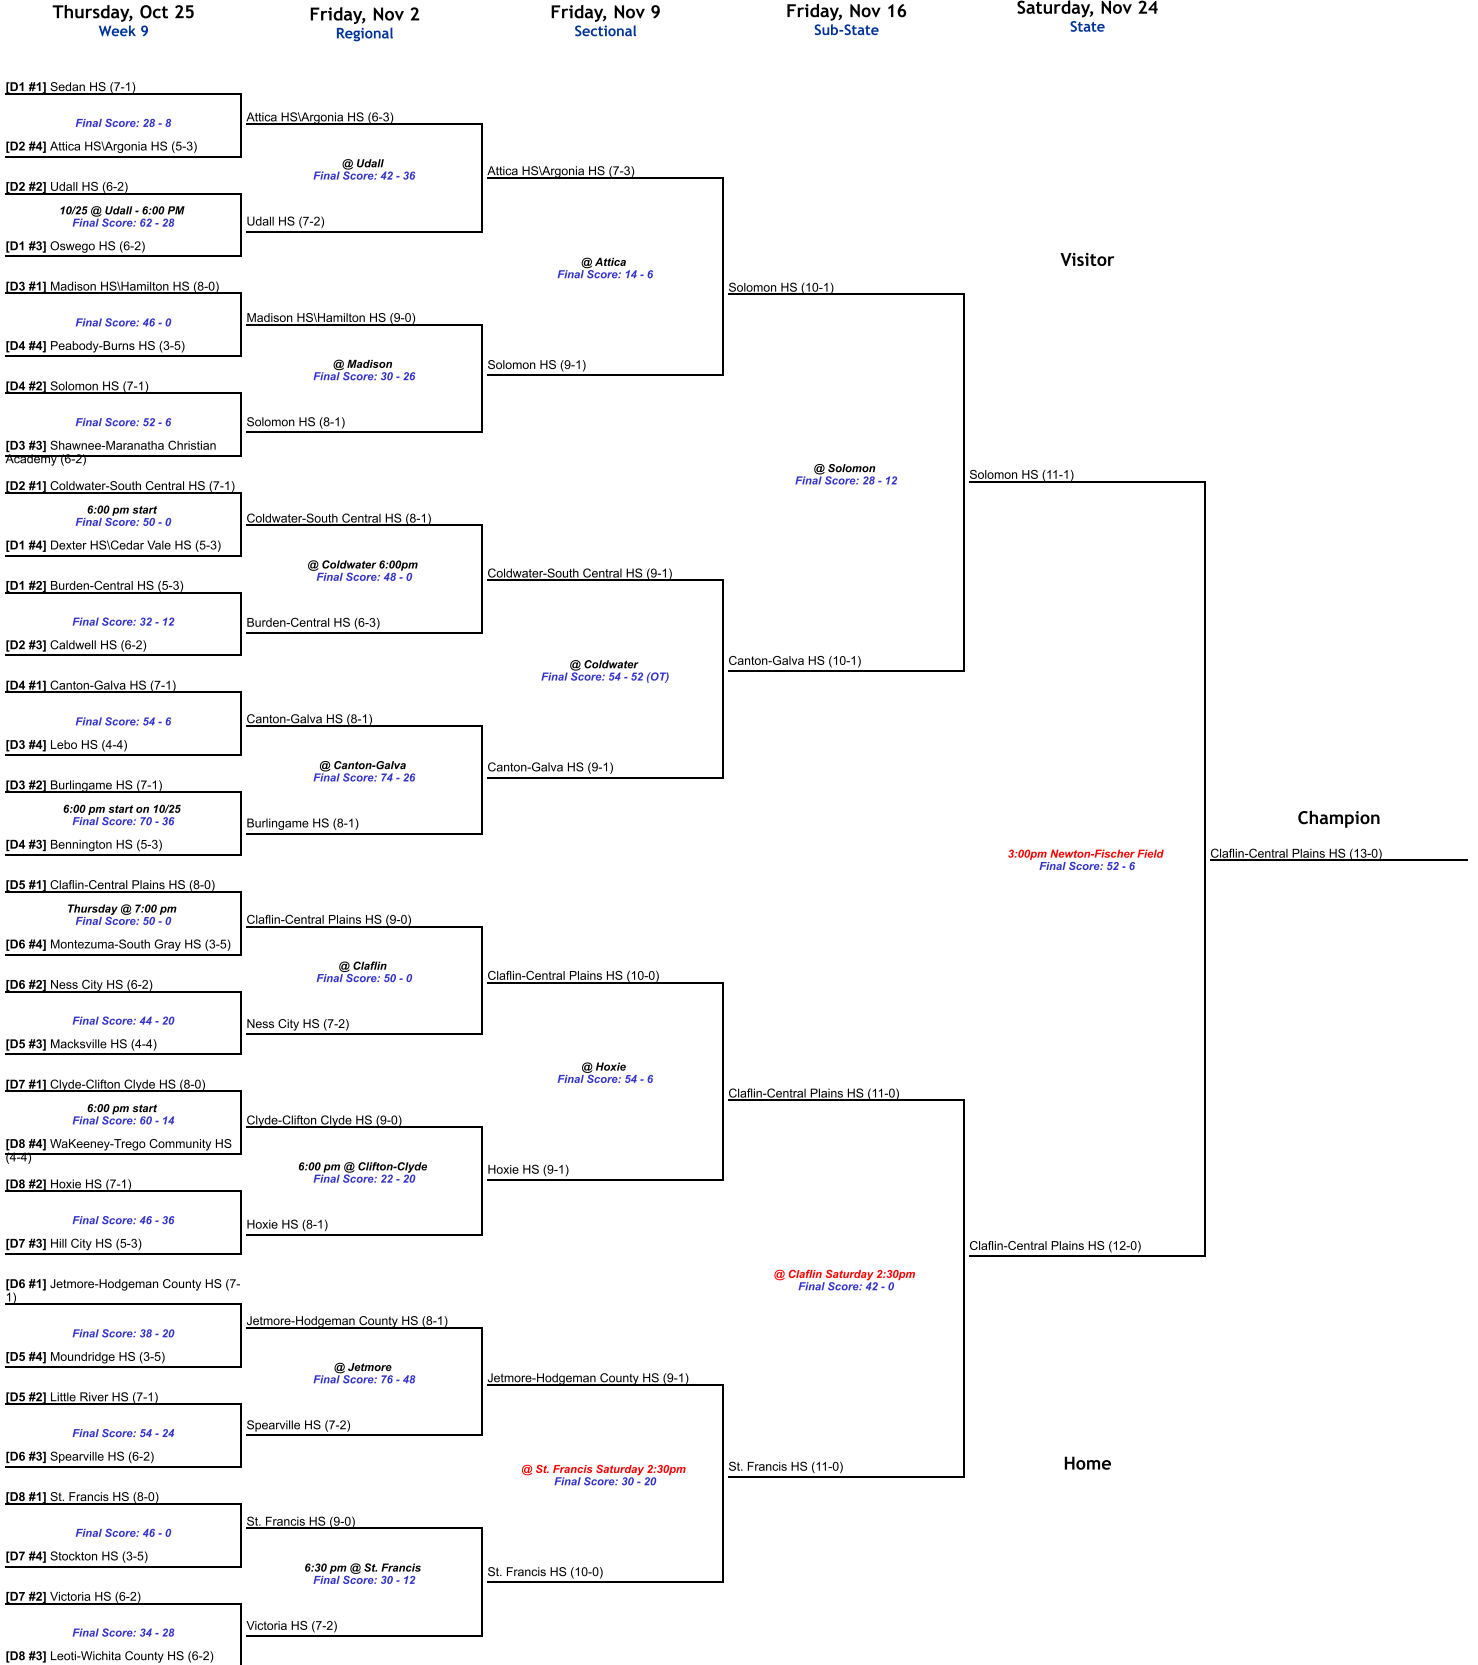 Thursday, Oct 25
Week 9
Friday, Nov 2
Regional
Friday, Nov 9
Sectional
Friday, Nov 16
Sub-State
Saturday, Nov 24
State
[D1 #1] Sedan HS (7-1)
Final Score: 28 - 8
[D2 #4] Attica HS\Argonia HS (5-3)
[D2 #2] Udall HS (6-2)
10/25 @ Udall - 6:00 PM
Final Score: 62 - 28
[D1 #3] Oswego HS (6-2)
[D3 #1] Madison HS\Hamilton HS (8-0)
Final Score: 46 - 0
[D4 #4] Peabody-Burns HS (3-5)
[D4 #2] Solomon HS (7-1)
Final Score: 52 - 6
[D3 #3] Shawnee-Maranatha Christian
Academy (6-2)
[D2 #1] Coldwater-South Central HS (7-1)
6:00 pm start
Final Score: 50 - 0
[D1 #4] Dexter HS\Cedar Vale HS (5-3)
[D1 #2] Burden-Central HS (5-3)
Final Score: 32 - 12
[D2 #3] Caldwell HS (6-2)
[D4 #1] Canton-Galva HS (7-1)
Final Score: 54 - 6
[D3 #4] Lebo HS (4-4)
[D3 #2] Burlingame HS (7-1)
6:00 pm start on 10/25
Final Score: 70 - 36
[D4 #3] Bennington HS (5-3)
[D5 #1] Claflin-Central Plains HS (8-0)
Thursday @ 7:00 pm
Final Score: 50 - 0
[D6 #4] Montezuma-South Gray HS (3-5)
[D6 #2] Ness City HS (6-2)
Final Score: 44 - 20
[D5 #3] Macksville HS (4-4)
[D7 #1] Clyde-Clifton Clyde HS (8-0)
6:00 pm start
Final Score: 60 - 14
[D8 #4] WaKeeney-Trego Community HS
(4-4)
[D8 #2] Hoxie HS (7-1)
Final Score: 46 - 36
[D7 #3] Hill City HS (5-3)
[D6 #1] Jetmore-Hodgeman County HS (7-
1)
Final Score: 38 - 20
[D5 #4] Moundridge HS (3-5)
[D5 #2] Little River HS (7-1)
Final Score: 54 - 24
[D6 #3] Spearville HS (6-2)
[D8 #1] St. Francis HS (8-0)
Final Score: 46 - 0
[D7 #4] Stockton HS (3-5)
[D7 #2] Victoria HS (6-2)
Final Score: 34 - 28
[D8 #3] Leoti-Wichita County HS (6-2)
Attica HS\Argonia HS (6-3)
@ Udall
Final Score: 42 - 36
Udall HS (7-2)
Madison HS\Hamilton HS (9-0)
@ Madison
Final Score: 30 - 26
Solomon HS (8-1)
Coldwater-South Central HS (8-1)
@ Coldwater 6:00pm
Final Score: 48 - 0
Burden-Central HS (6-3)
Canton-Galva HS (8-1)
@ Canton-Galva
Final Score: 74 - 26
Burlingame HS (8-1)
Claflin-Central Plains HS (9-0)
@ Claflin
Final Score: 50 - 0
Ness City HS (7-2)
Clyde-Clifton Clyde HS (9-0)
6:00 pm @ Clifton-Clyde
Final Score: 22 - 20
Hoxie HS (8-1)
Jetmore-Hodgeman County HS (8-1)
@ Jetmore
Final Score: 76 - 48
Spearville HS (7-2)
St. Francis HS (9-0)
6:30 pm @ St. Francis
Final Score: 30 - 12
Victoria HS (7-2)
Attica HS\Argonia HS (7-3)
@ Attica
Final Score: 14 - 6
Solomon HS (9-1)
Coldwater-South Central HS (9-1)
@ Coldwater
Final Score: 54 - 52 (OT)
Canton-Galva HS (9-1)
Claflin-Central Plains HS (10-0)
@ Hoxie
Final Score: 54 - 6
Hoxie HS (9-1)
Jetmore-Hodgeman County HS (9-1)
@ St. Francis Saturday 2:30pm
Final Score: 30 - 20
St. Francis HS (10-0)
Solomon HS (10-1)
@ Solomon
Final Score: 28 - 12
Canton-Galva HS (10-1)
Claflin-Central Plains HS (11-0)
@ Claflin Saturday 2:30pm
Final Score: 42 - 0
St. Francis HS (11-0)
Visitor
Solomon HS (11-1)
3:00pm Newton-Fischer Field
Final Score: 52 - 6
Claflin-Central Plains HS (12-0)
Home
Champion
Claflin-Central Plains HS (13-0)